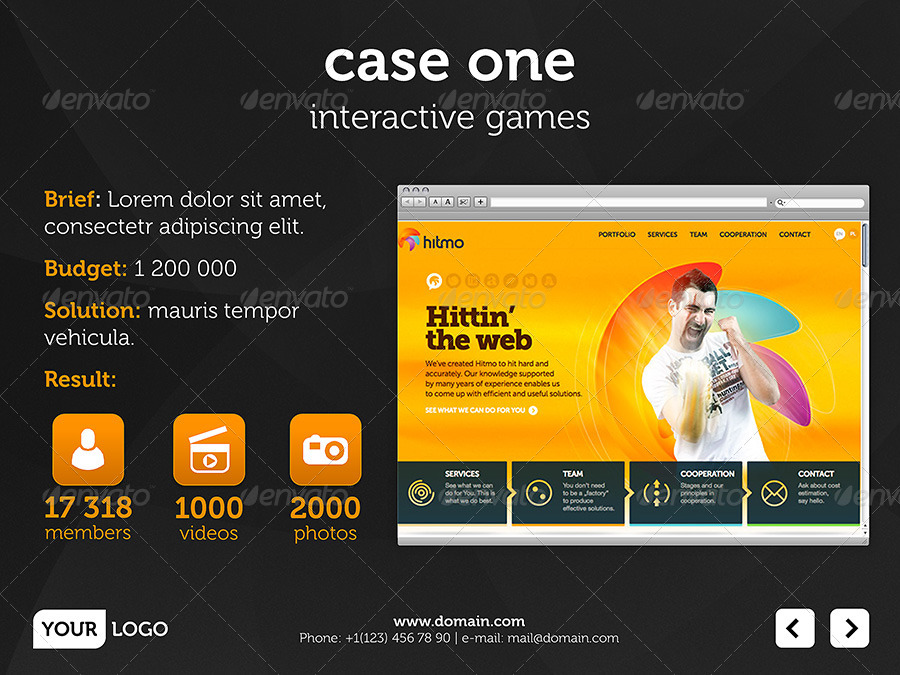 case one
interactive games
envato envato envato envato
Brief: Lorem dolor sit amet,
consectetr adipiscing elit.
Budget: 1 200 000
Solution: mauris tempor
vehicula.
Result:
17 318
members
1000
videos
2000
photos
hitmo
PORTFOLIO SERVICES TEAM COOPERATION CONTACT EN PL
Hittin'
the web
We've created Hitmo to hit hard and
accurately. Our knowledge supported
by many years of experience enables us
to come up with efficient and useful solutions.
SEE WHAT WE CAN DO FOR YOU
SERVICES
See what we can
do for You. This is
what we do best.
TEAM
You don't need
to be a „factory"
to produce
effective solutions.
COOPERATION
Stages and our
principles in
cooperation.
CONTACT
Ask about cost
estimation,
say hello.
YOUR LOGO
www.domain.com
Phone: +1(123) 456 78 90 | e-mail: mail@domain.com